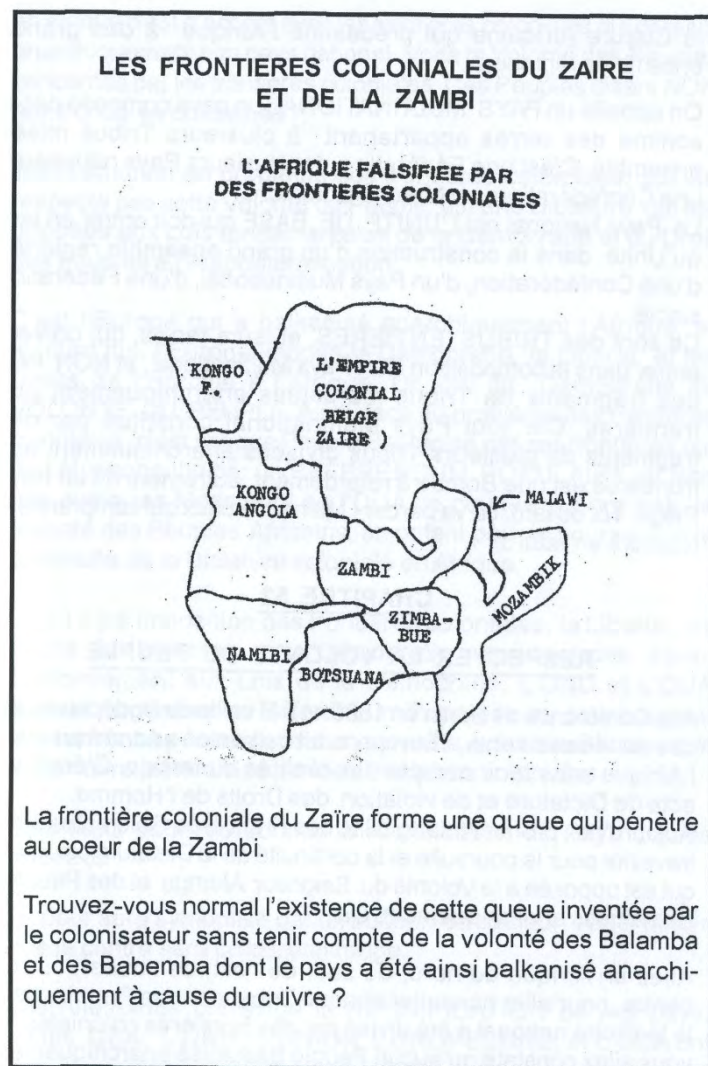 LES FRONTIERES COLONIALES DU ZAIRE
ET DE LA ZAMBI
L'AFRIQUE FALSIFIEE PAR
DES FRONTIERES COLONIALES
KONGO
F.
L'EMPIRE
COLONIAL
BELGE
( ZAIRE )
KONGO
ANGOLA
MALAWI
ZAMBI
MOZAMBIK
ZIMBA-
BUE
NAMIBI
BOTSUANA
La frontière coloniale du Zaïre forme une queue qui pénètre
au coeur de la Zambi.
Trouvez-vous normal l'existence de cette queue inventée par
le colonisateur sans tenir compte de la volonté des Balamba
et des Babemba dont le pays a été ainsi balkanisé anarchi-
quement à cause du cuivre ?